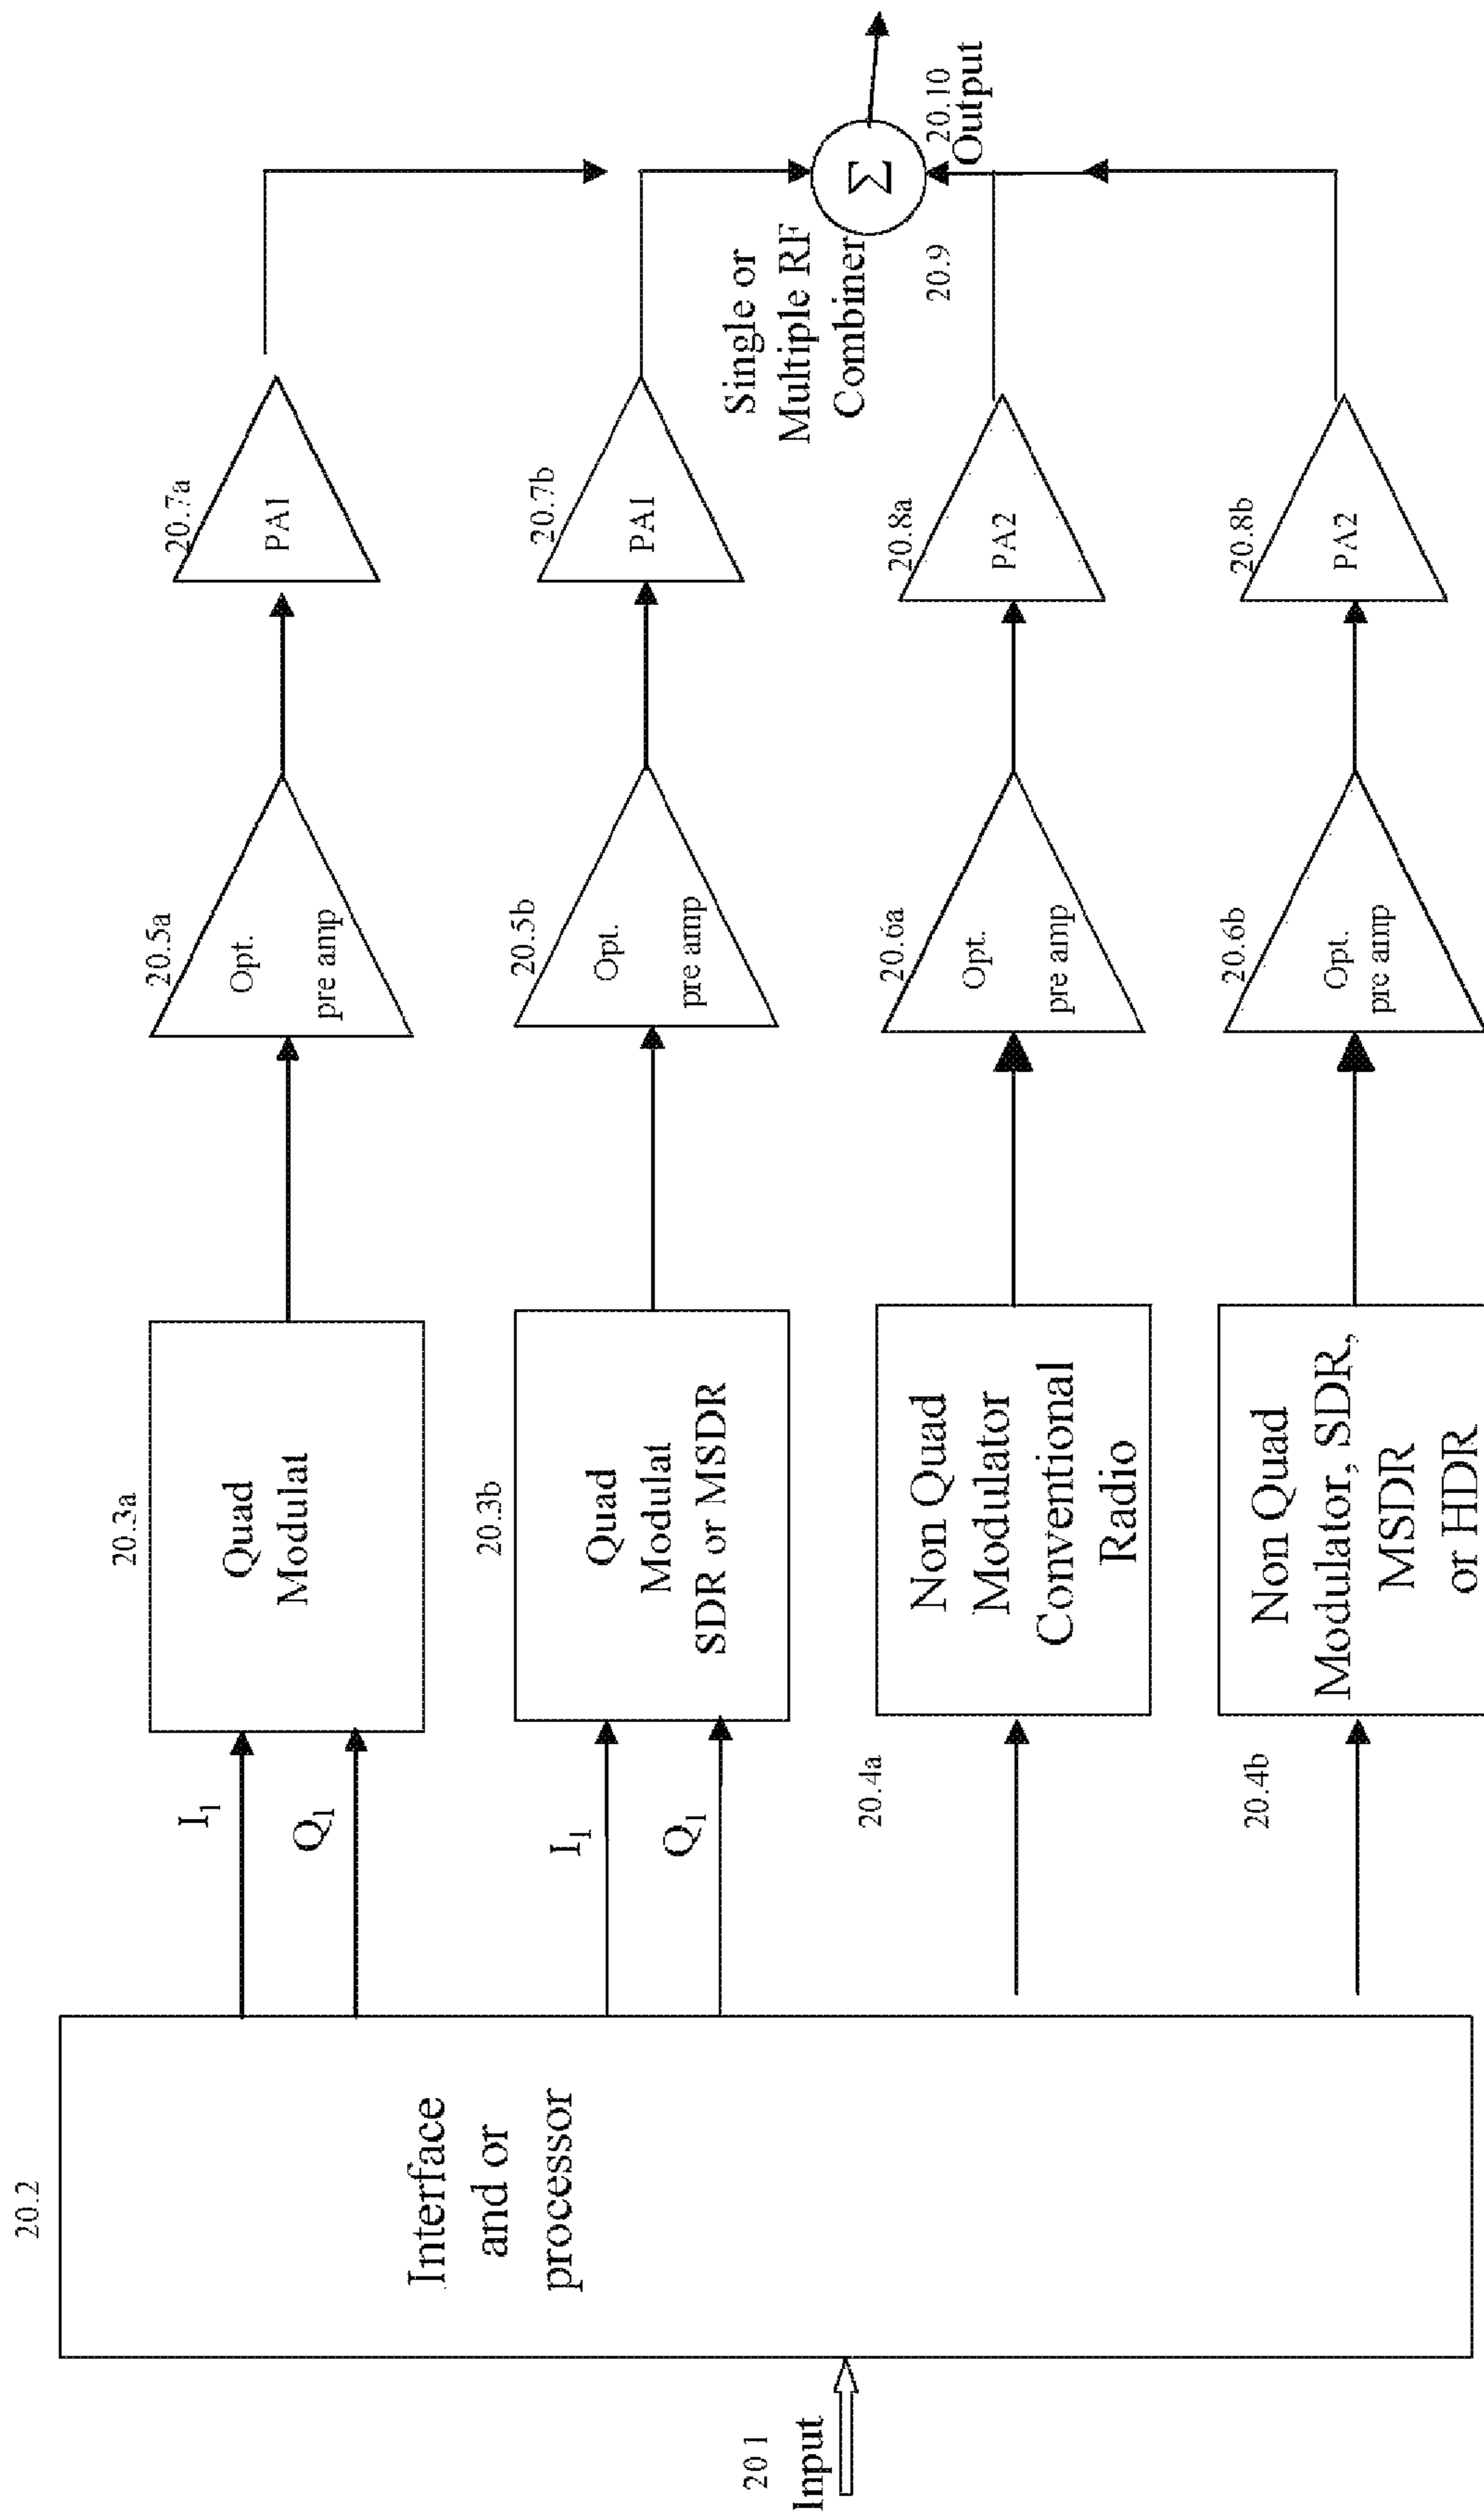 20.1
Input
20.2
Interface
and or
processor
I1
Q1
20.3a
Quad
Modulat
20.5a
Opt.
pre amp
20.7a
PA1
I1
Q1
20.3b
Quad
Modulat
SDR or MSDR
20.5b
Opt.
pre amp
20.7b
PA1
Single or
Multiple RF
Combiner
Σ
20.9
20.10
Output
20.4a
Non Quad
Modulator
Conventional
Radio
20.6a
Opt.
pre amp
20.8a
PA2
20.4b
Non Quad
Modulator, SDR,
MSDR
or HDR
20.6b
Opt.
pre amp
20.8b
PA2